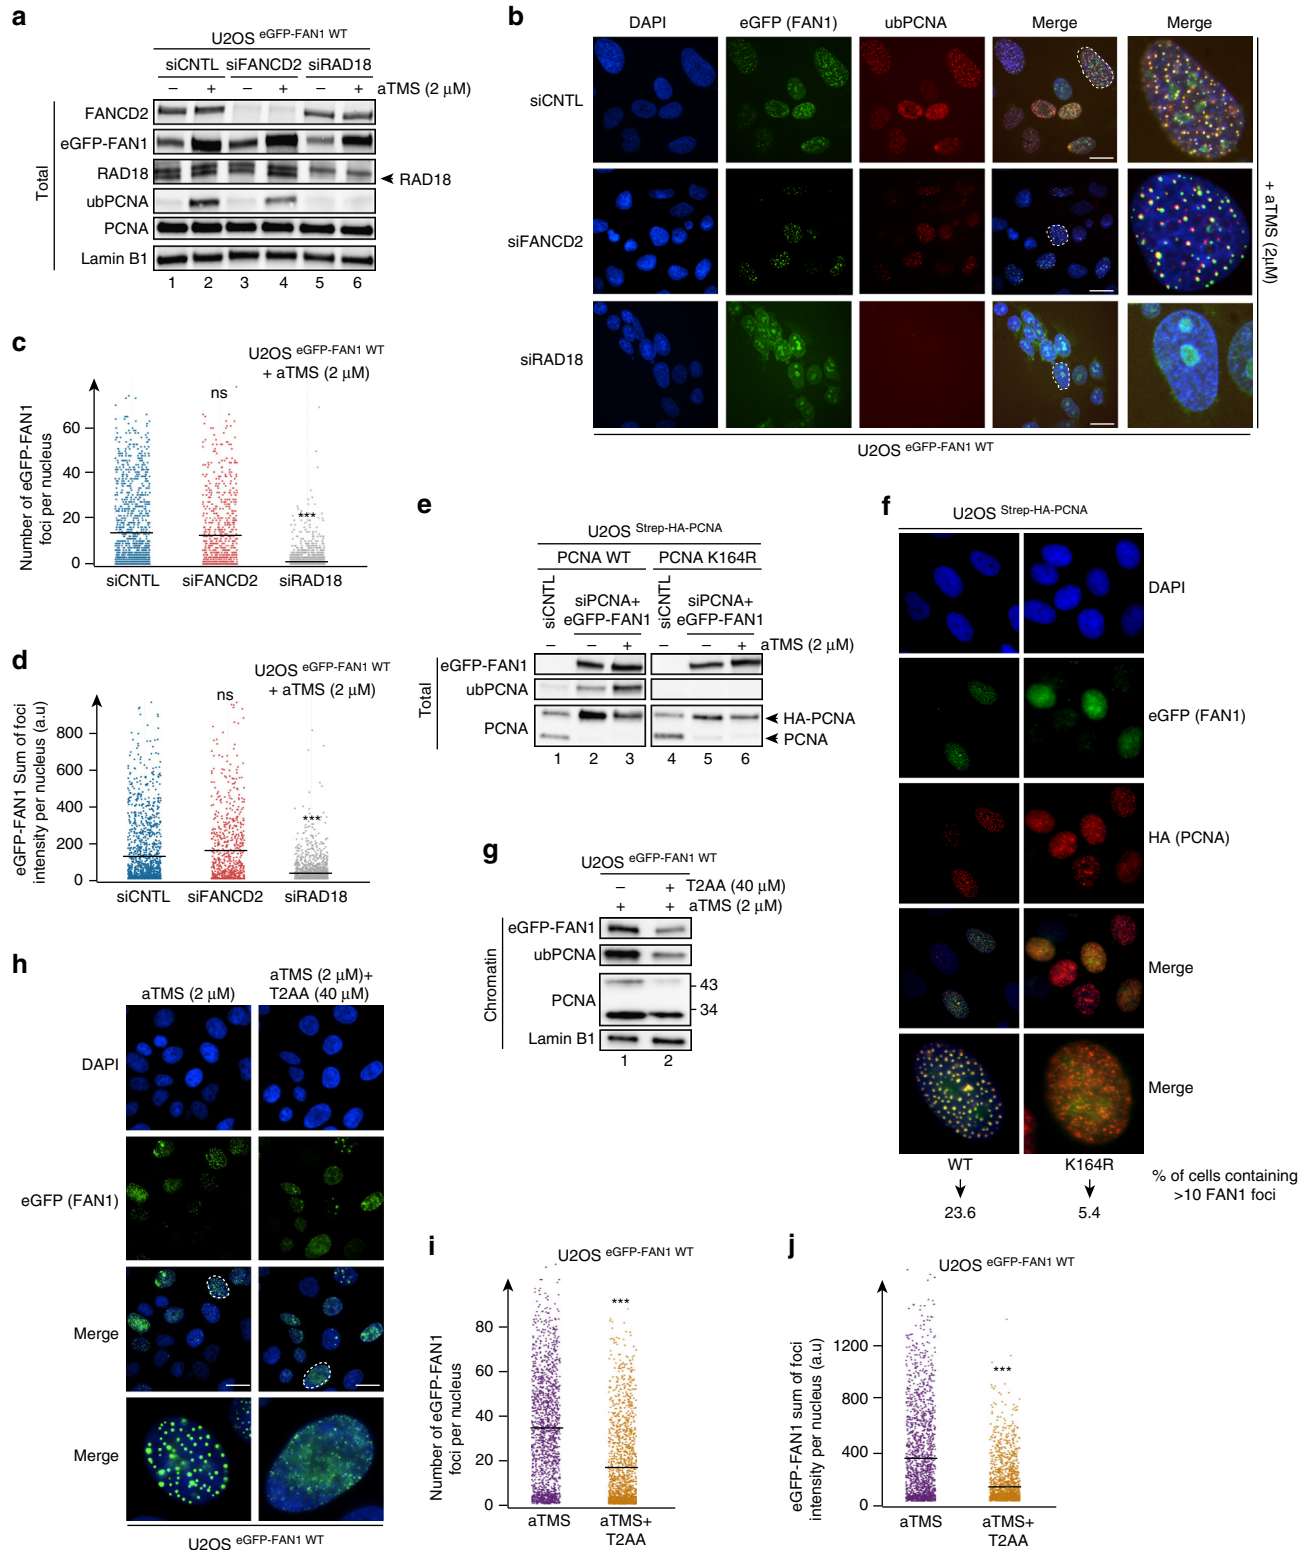 a
U2OS eGFP-FAN1 WT
siCNTL siFANCD2 siRAD18
– + – + – + aTMS (2 μM)
FANCD2
eGFP-FAN1
RAD18
RAD18
ubPCNA
PCNA
Lamin B1
Total
1 2 3 4 5 6
b
DAPI eGFP (FAN1) ubPCNA Merge Merge
siCNTL
siFANCD2
siRAD18
+ aTMS (2μM)
U2OS eGFP-FAN1 WT
c
U2OS eGFP-FAN1 WT
+ aTMS (2 μM)
Number of eGFP-FAN1
foci per nucleus
60
40
20
0
ns
***
siCNTL siFANCD2 siRAD18
d
U2OS eGFP-FAN1 WT
+ aTMS (2 μM)
eGFP-FAN1 Sum of foci
intensity per nucleus (a.u)
800
600
400
200
0
ns
***
siCNTL siFANCD2 siRAD18
e
U2OS Strep-HA-PCNA
PCNA WT PCNA K164R
siCNTL
siPCNA+
eGFP-FAN1
siCNTL
siPCNA+
eGFP-FAN1
– – + – – + aTMS (2 μM)
eGFP-FAN1
ubPCNA
PCNA
HA-PCNA
PCNA
Total
1 2 3 4 5 6
f
U2OS Strep-HA-PCNA
DAPI
eGFP (FAN1)
HA (PCNA)
Merge
Merge
WT K164R
% of cells containing
>10 FAN1 foci
23.6 5.4
g
U2OS eGFP-FAN1 WT
– + T2AA (40 μM)
+ + aTMS (2 μM)
eGFP-FAN1
ubPCNA
PCNA
43
34
Lamin B1
Chromatin
1 2
h
aTMS (2 μM)
aTMS (2 μM)+
T2AA (40 μM)
DAPI
eGFP (FAN1)
Merge
Merge
U2OS eGFP-FAN1 WT
i
U2OS eGFP-FAN1 WT
Number of eGFP-FAN1
foci per nucleus
80
60
40
20
0
***
aTMS aTMS+
T2AA
j
U2OS eGFP-FAN1 WT
eGFP-FAN1 sum of foci
intensity per nucleus (a.u)
1200
800
400
0
***
aTMS aTMS+
T2AA